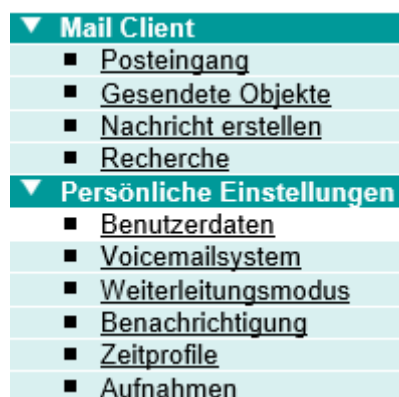 Mail Client
Posteingang
Gesendete Objekte
Nachricht erstellen
Recherche
Persönliche Einstellungen
Benutzerdaten
Voicemailsystem
Weiterleitungsmodus
Benachrichtigung
Zeitprofile
Aufnahmen